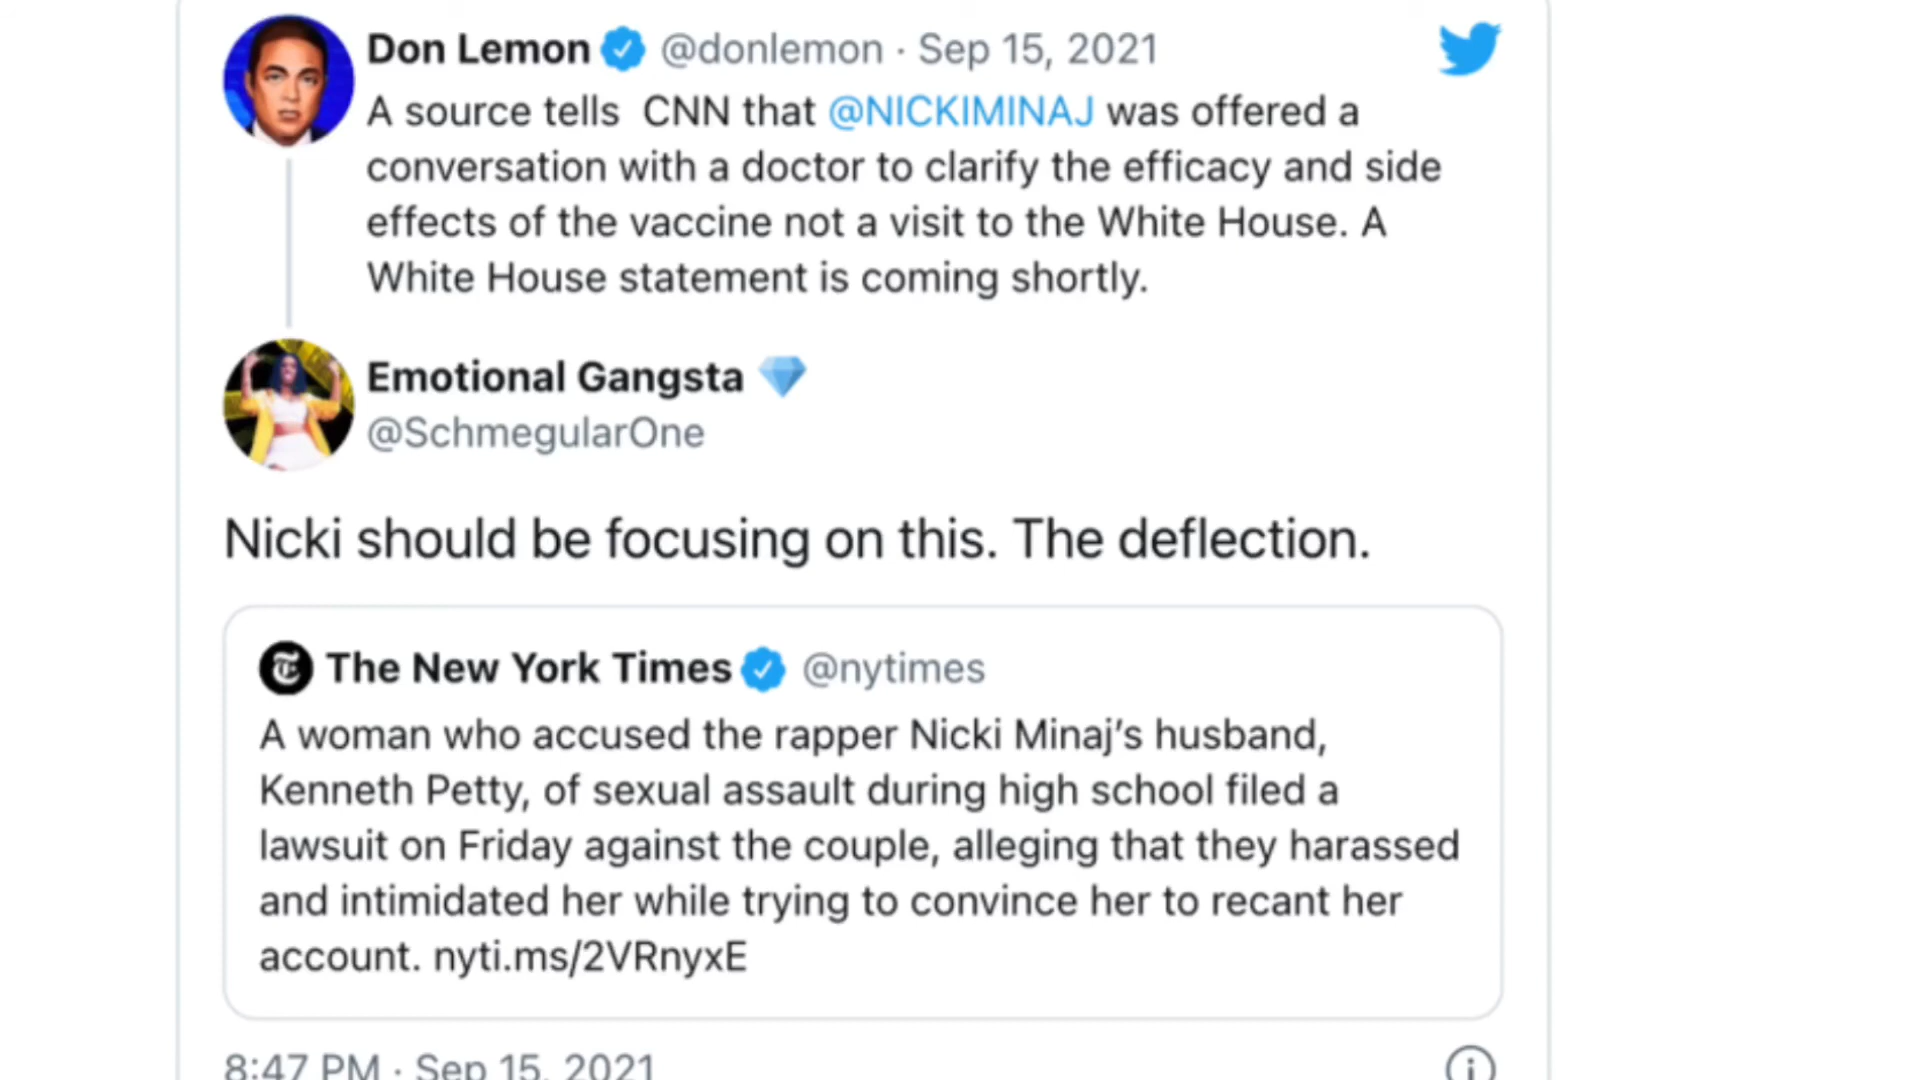 Don Lemon @donlemon · Sep 15, 2021
A source tells  CNN that @NICKIMINAJ was offered a
conversation with a doctor to clarify the efficacy and side
effects of the vaccine not a visit to the White House. A
White House statement is coming shortly.
Emotional Gangsta 💎
@SchmegularOne
Nicki should be focusing on this. The deflection.
The New York Times @nytimes
A woman who accused the rapper Nicki Minaj’s husband,
Kenneth Petty, of sexual assault during high school filed a
lawsuit on Friday against the couple, alleging that they harassed
and intimidated her while trying to convince her to recant her
account. nyti.ms/2VRnyxE
8:47 PM · Sep 15, 2021